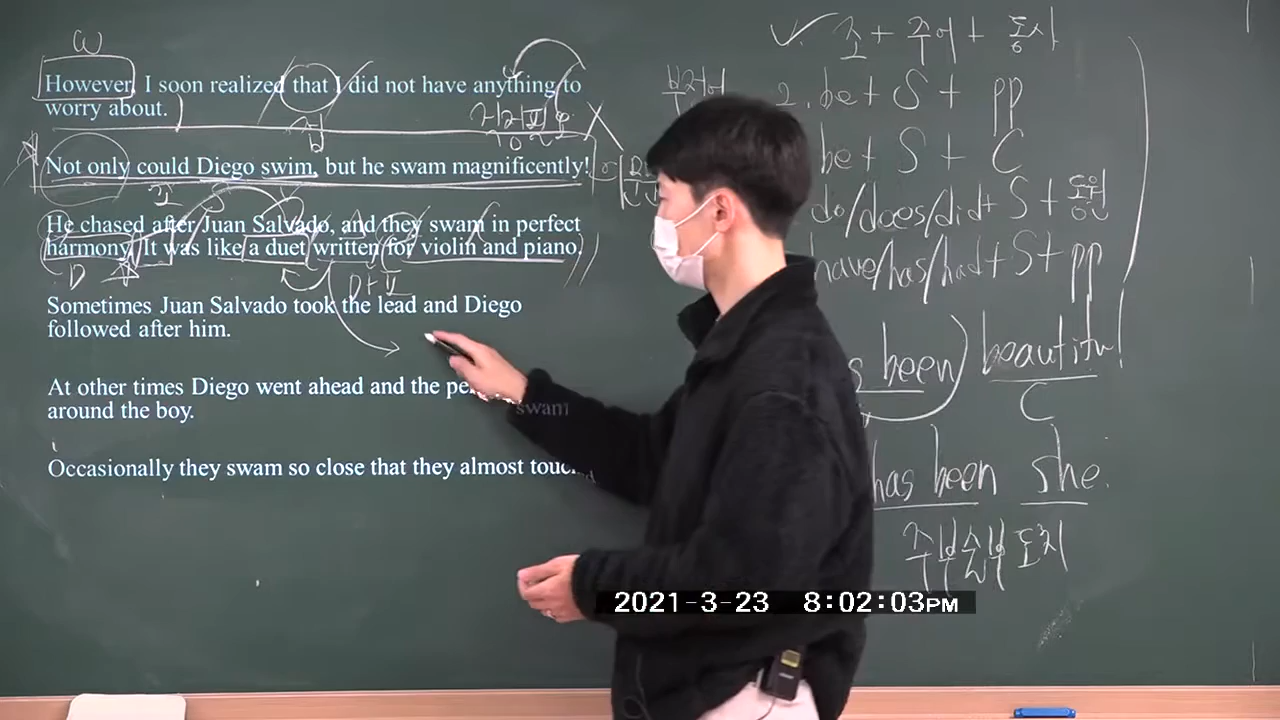 W
However, I soon realized that I did not have anything to
worry about.
Not only could Diego swim, but he swam magnificently!
He chased after Juan Salvado, and they swam in perfect
harmony. It was like a duet written for violin and piano.
Sometimes Juan Salvado took the lead and Diego
followed after him.
At other times Diego went ahead and the
swam
around the boy.
Occasionally they swam so close that they almost
조 + 주어 + 동사
부정어
2. be + S + pp
be + S + C
do/does/did + S + 동원
have/has/had + S + pp
been) beautiful
C
has been she.
주부술부 도치
2021-3-23 8:02:03PM